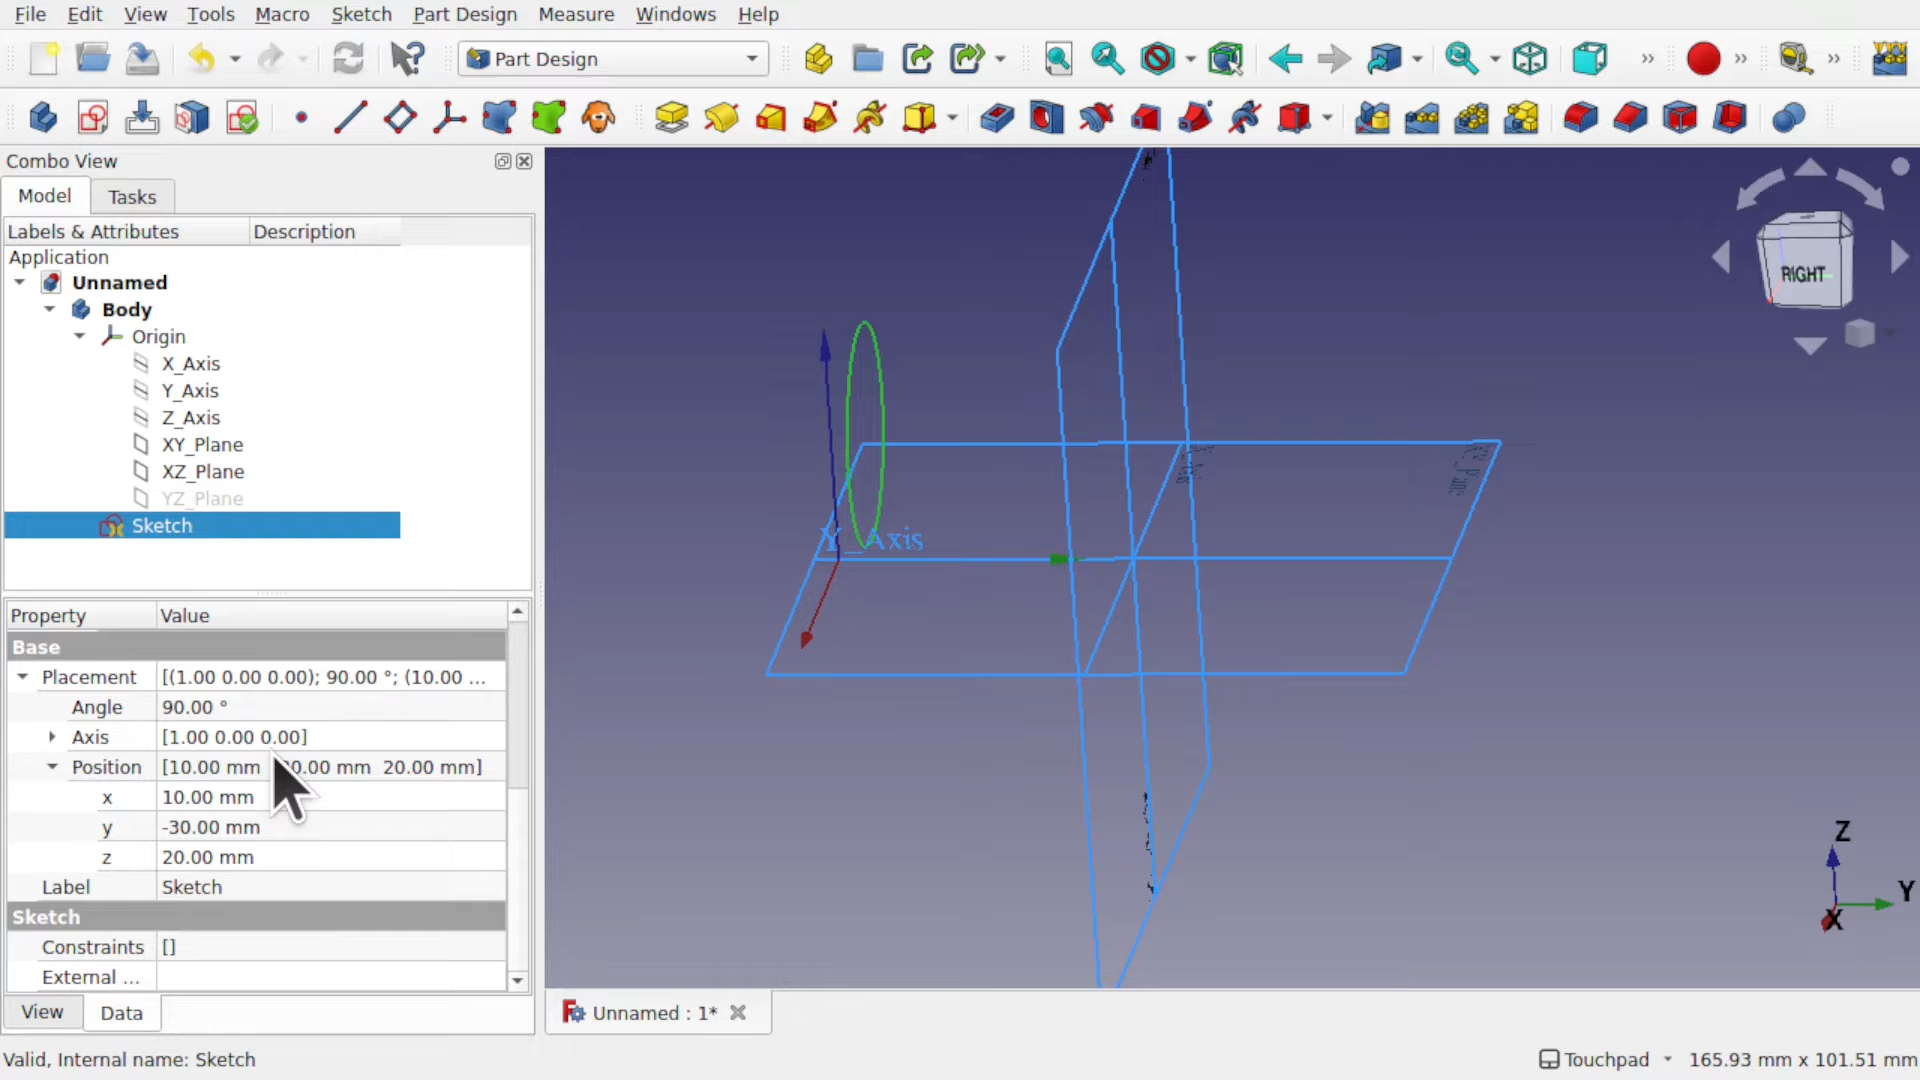 File Edit View Tools Macro Sketch Part Design Measure Windows Help
Part Design
Combo View
Model Tasks
Labels & Attributes Description
Application
Unnamed
Body
Origin
X_Axis
Y_Axis
Z_Axis
XY_Plane
XZ_Plane
YZ_Plane
Sketch
Property Value
Base
Placement [(1.00 0.00 0.00); 90.00 °; (10.00 ...
Angle 90.00 °
Axis [1.00 0.00 0.00]
Position [10.00 mm 0.00 mm 20.00 mm]
x 10.00 mm
y -30.00 mm
z 20.00 mm
Label Sketch
Sketch
Constraints []
External ...
View Data
Valid, Internal name: Sketch
Y_Axis
RIGHT
Z
Y
X
Unnamed : 1*
Touchpad 165.93 mm x 101.51 mm